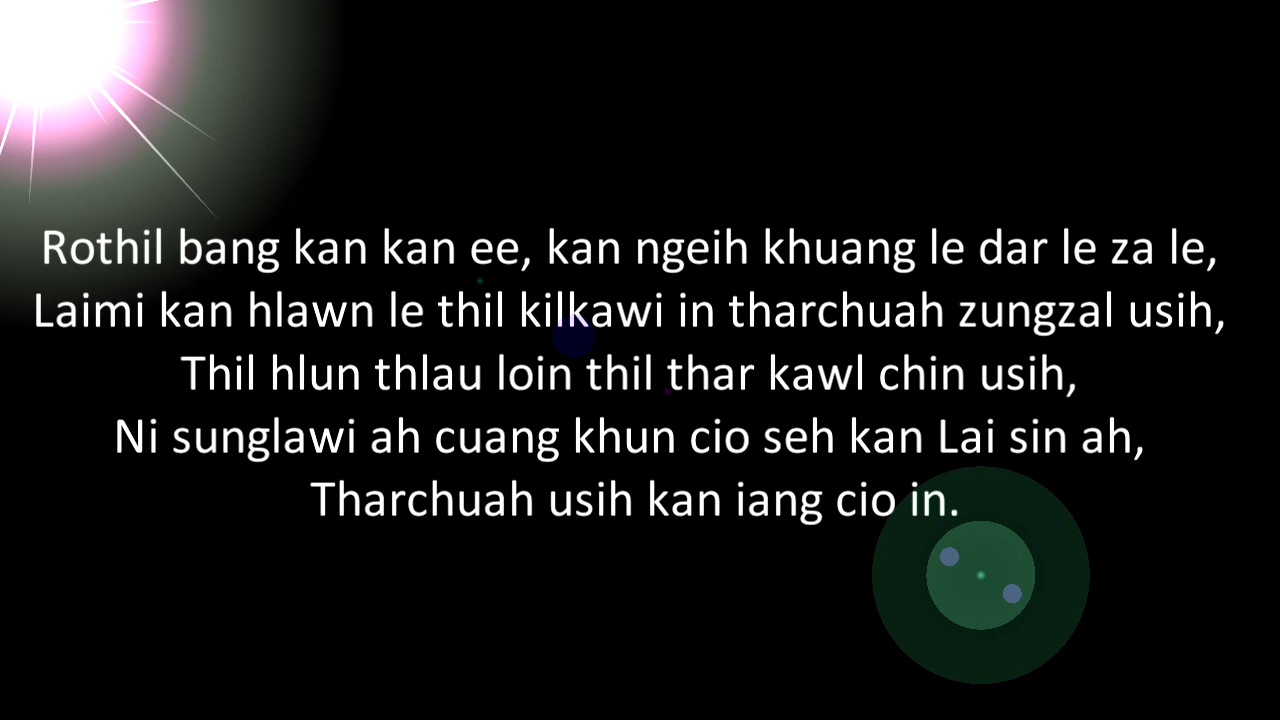 Rothil bang kan kan ee, kan ngeih khuang le dar le za le,
Laimi kan hlawn le thil kilkawi in tharchuah zungzal usih,
Thil hlun thlau loin thil thar kawl chin usih,
Ni sunglawi ah cuang khun cio seh kan Lai sin ah,
Tharchuah usih kan iang cio in.